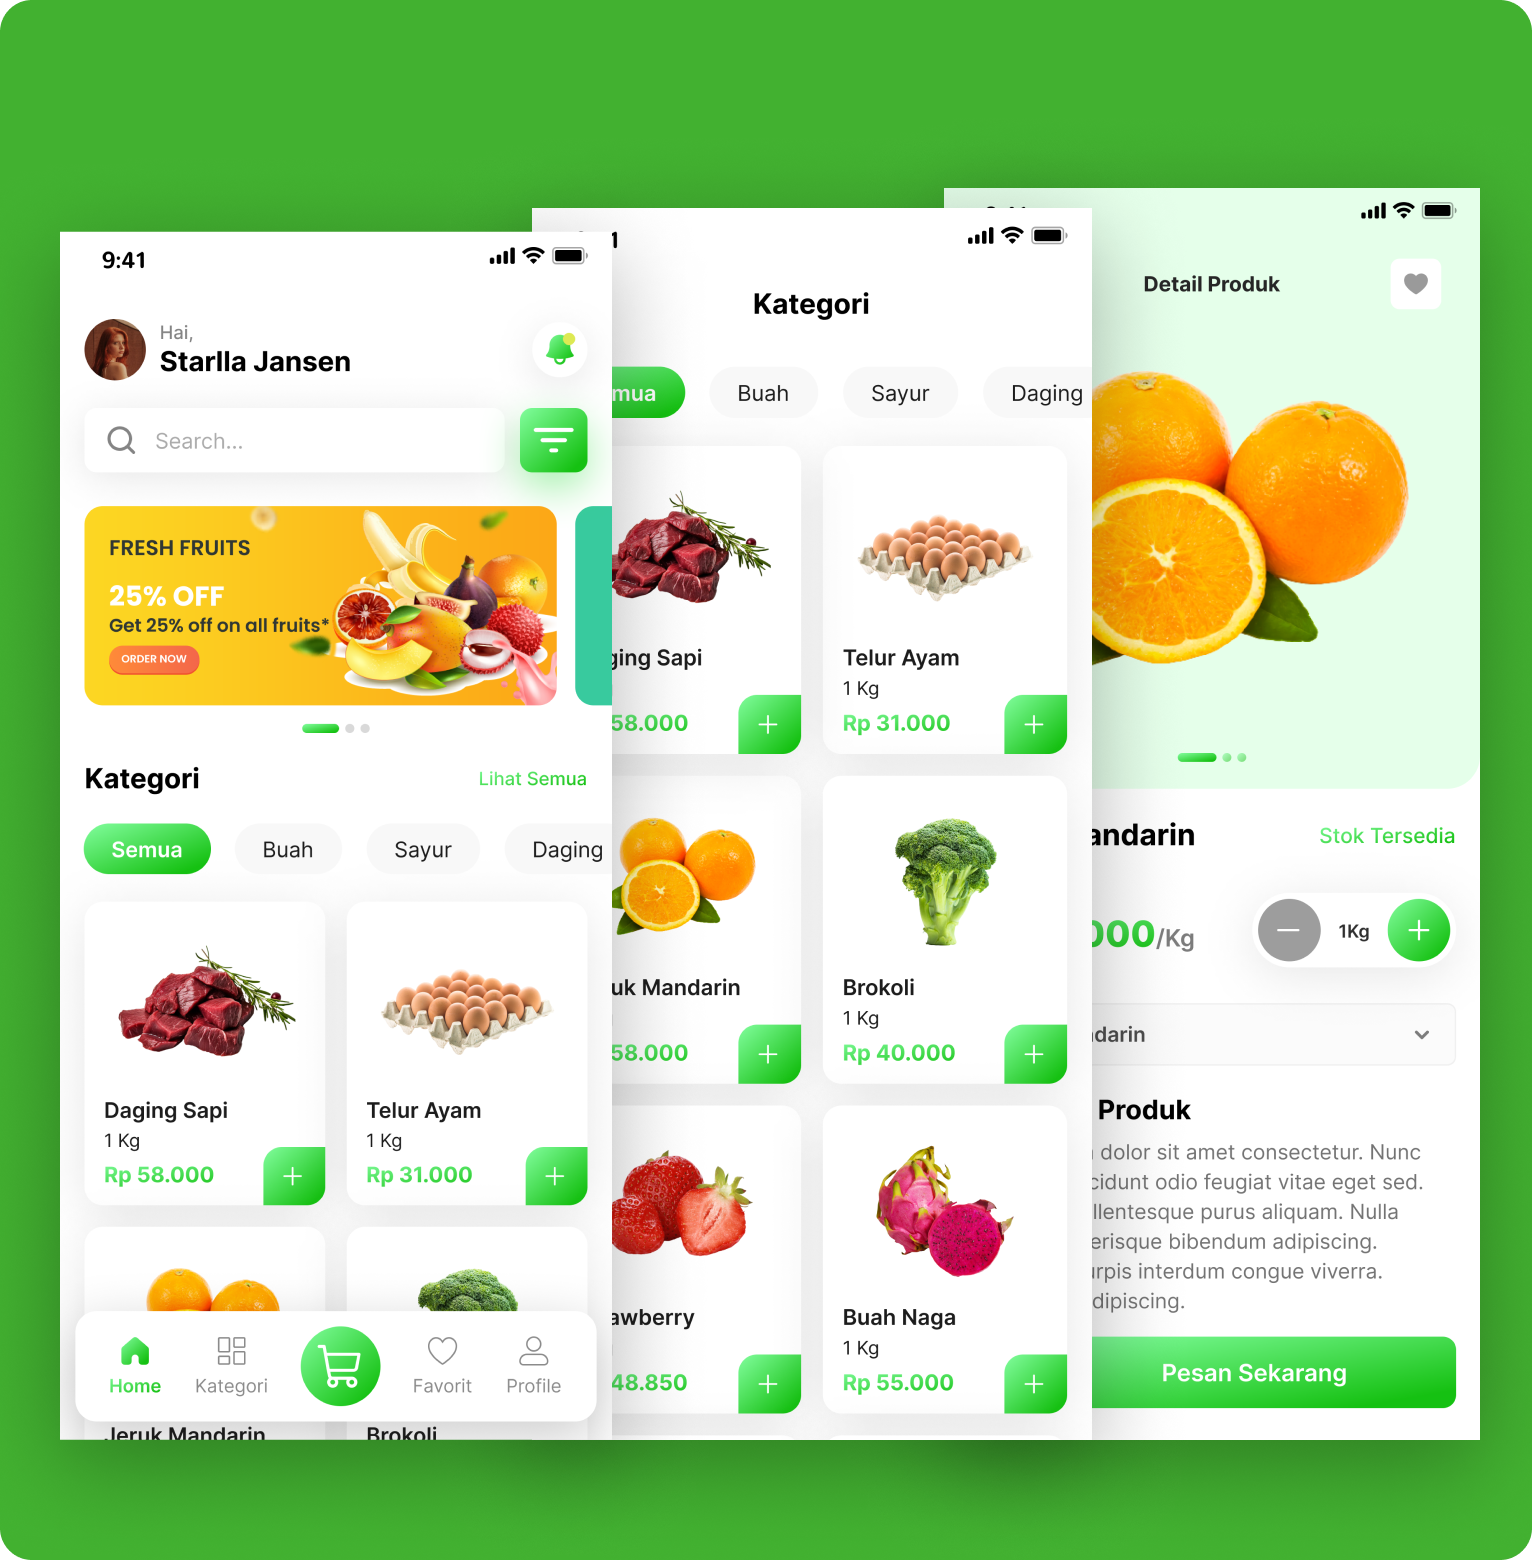 9:41
Hai,
Starlla Jansen
Search...
FRESH FRUITS
25% OFF
Get 25% off on all fruits*
ORDER NOW
Kategori
Lihat Semua
Semua
Buah
Sayur
Daging
Daging Sapi
1 Kg
Rp 58.000
Telur Ayam
1 Kg
Rp 31.000
Home
Kategori
Favorit
Profile
Jeruk Mandarin
Brokoli
Kategori
mua
Buah
Sayur
Daging
ging Sapi
58.000
Telur Ayam
1 Kg
Rp 31.000
uk Mandarin
58.000
Brokoli
1 Kg
Rp 40.000
awberry
48.850
Buah Naga
1 Kg
Rp 55.000
Detail Produk
andarin
Stok Tersedia
000/Kg
1Kg
darin
Produk
dolor sit amet consectetur. Nunc
cidunt odio feugiat vitae eget sed.
llentesque purus aliquam. Nulla
erisque bibendum adipiscing.
urpis interdum congue viverra.
dipiscing.
Pesan Sekarang